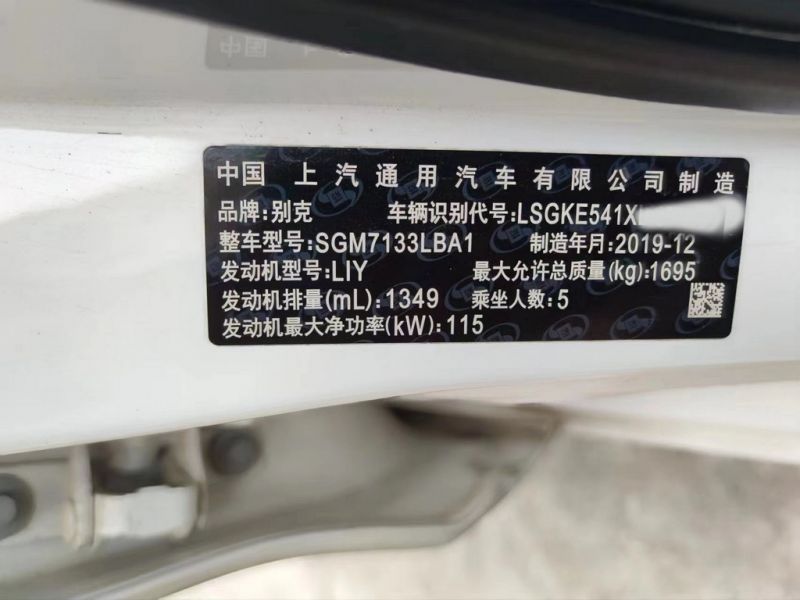 中国 上汽通用汽车有限公司制造
品牌:别克 车辆识别代号:LSGKE541X
整车型号:SGM7133LBA1 制造年月:2019-12
发动机型号:LIY 最大允许总质量(kg):1695
发动机排量(mL):1349 乘坐人数:5
发动机最大净功率(kW):115